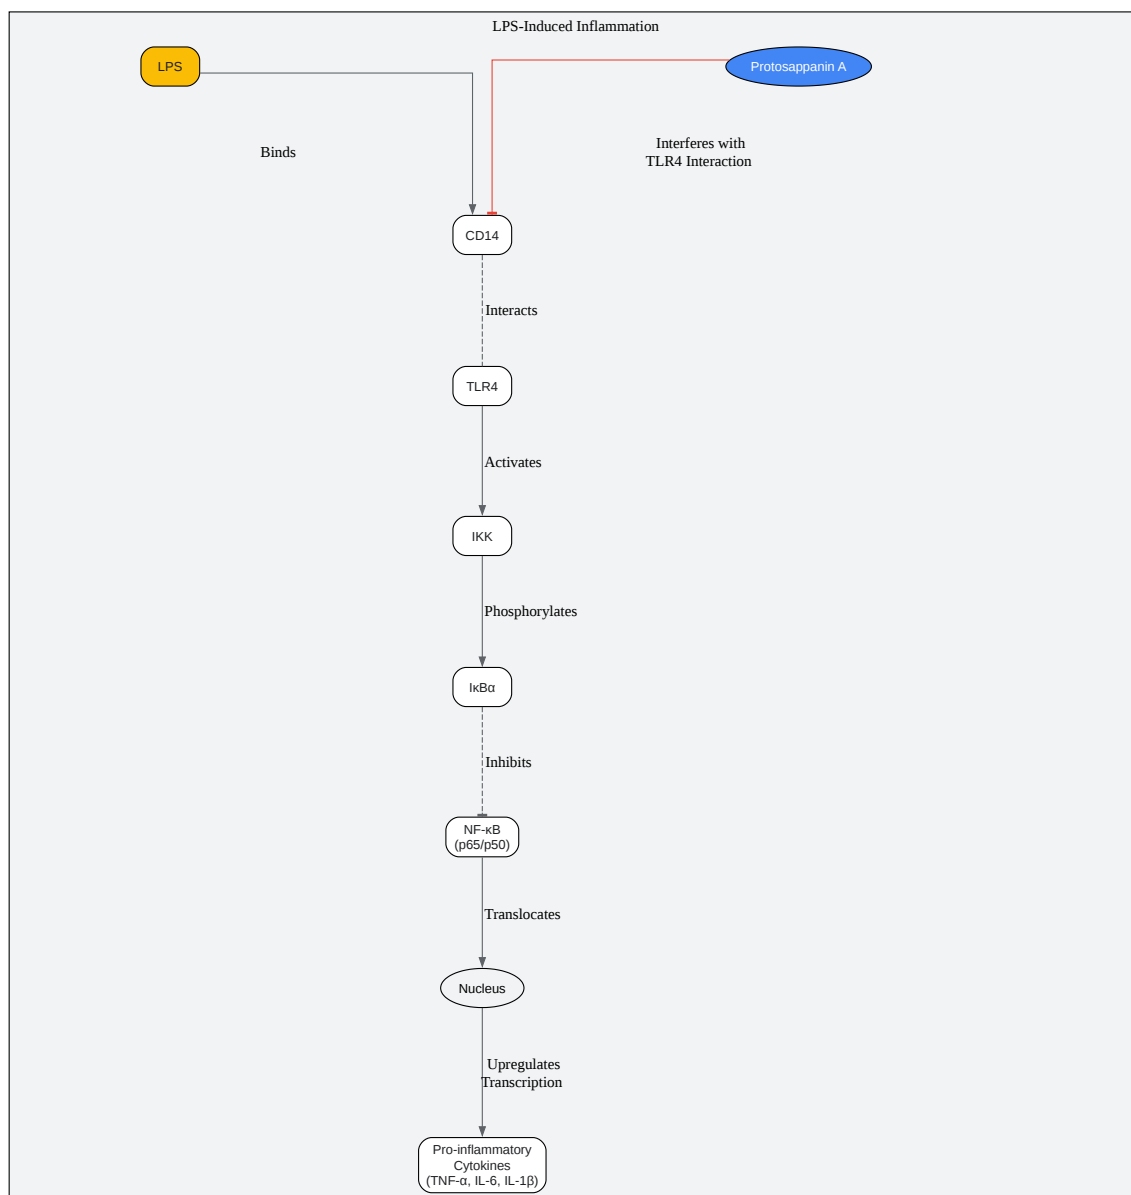 LPS-Induced Inflammation
LPS
Protosappanin A
Binds
Interferes with
TLR4 Interaction
CD14
Interacts
TLR4
Activates
IKK
Phosphorylates
IκBα
Inhibits
NF-κB
(p65/p50)
Translocates
Nucleus
Upregulates
Transcription
Pro-inflammatory
Cytokines
(TNF-α, IL-6, IL-1β)